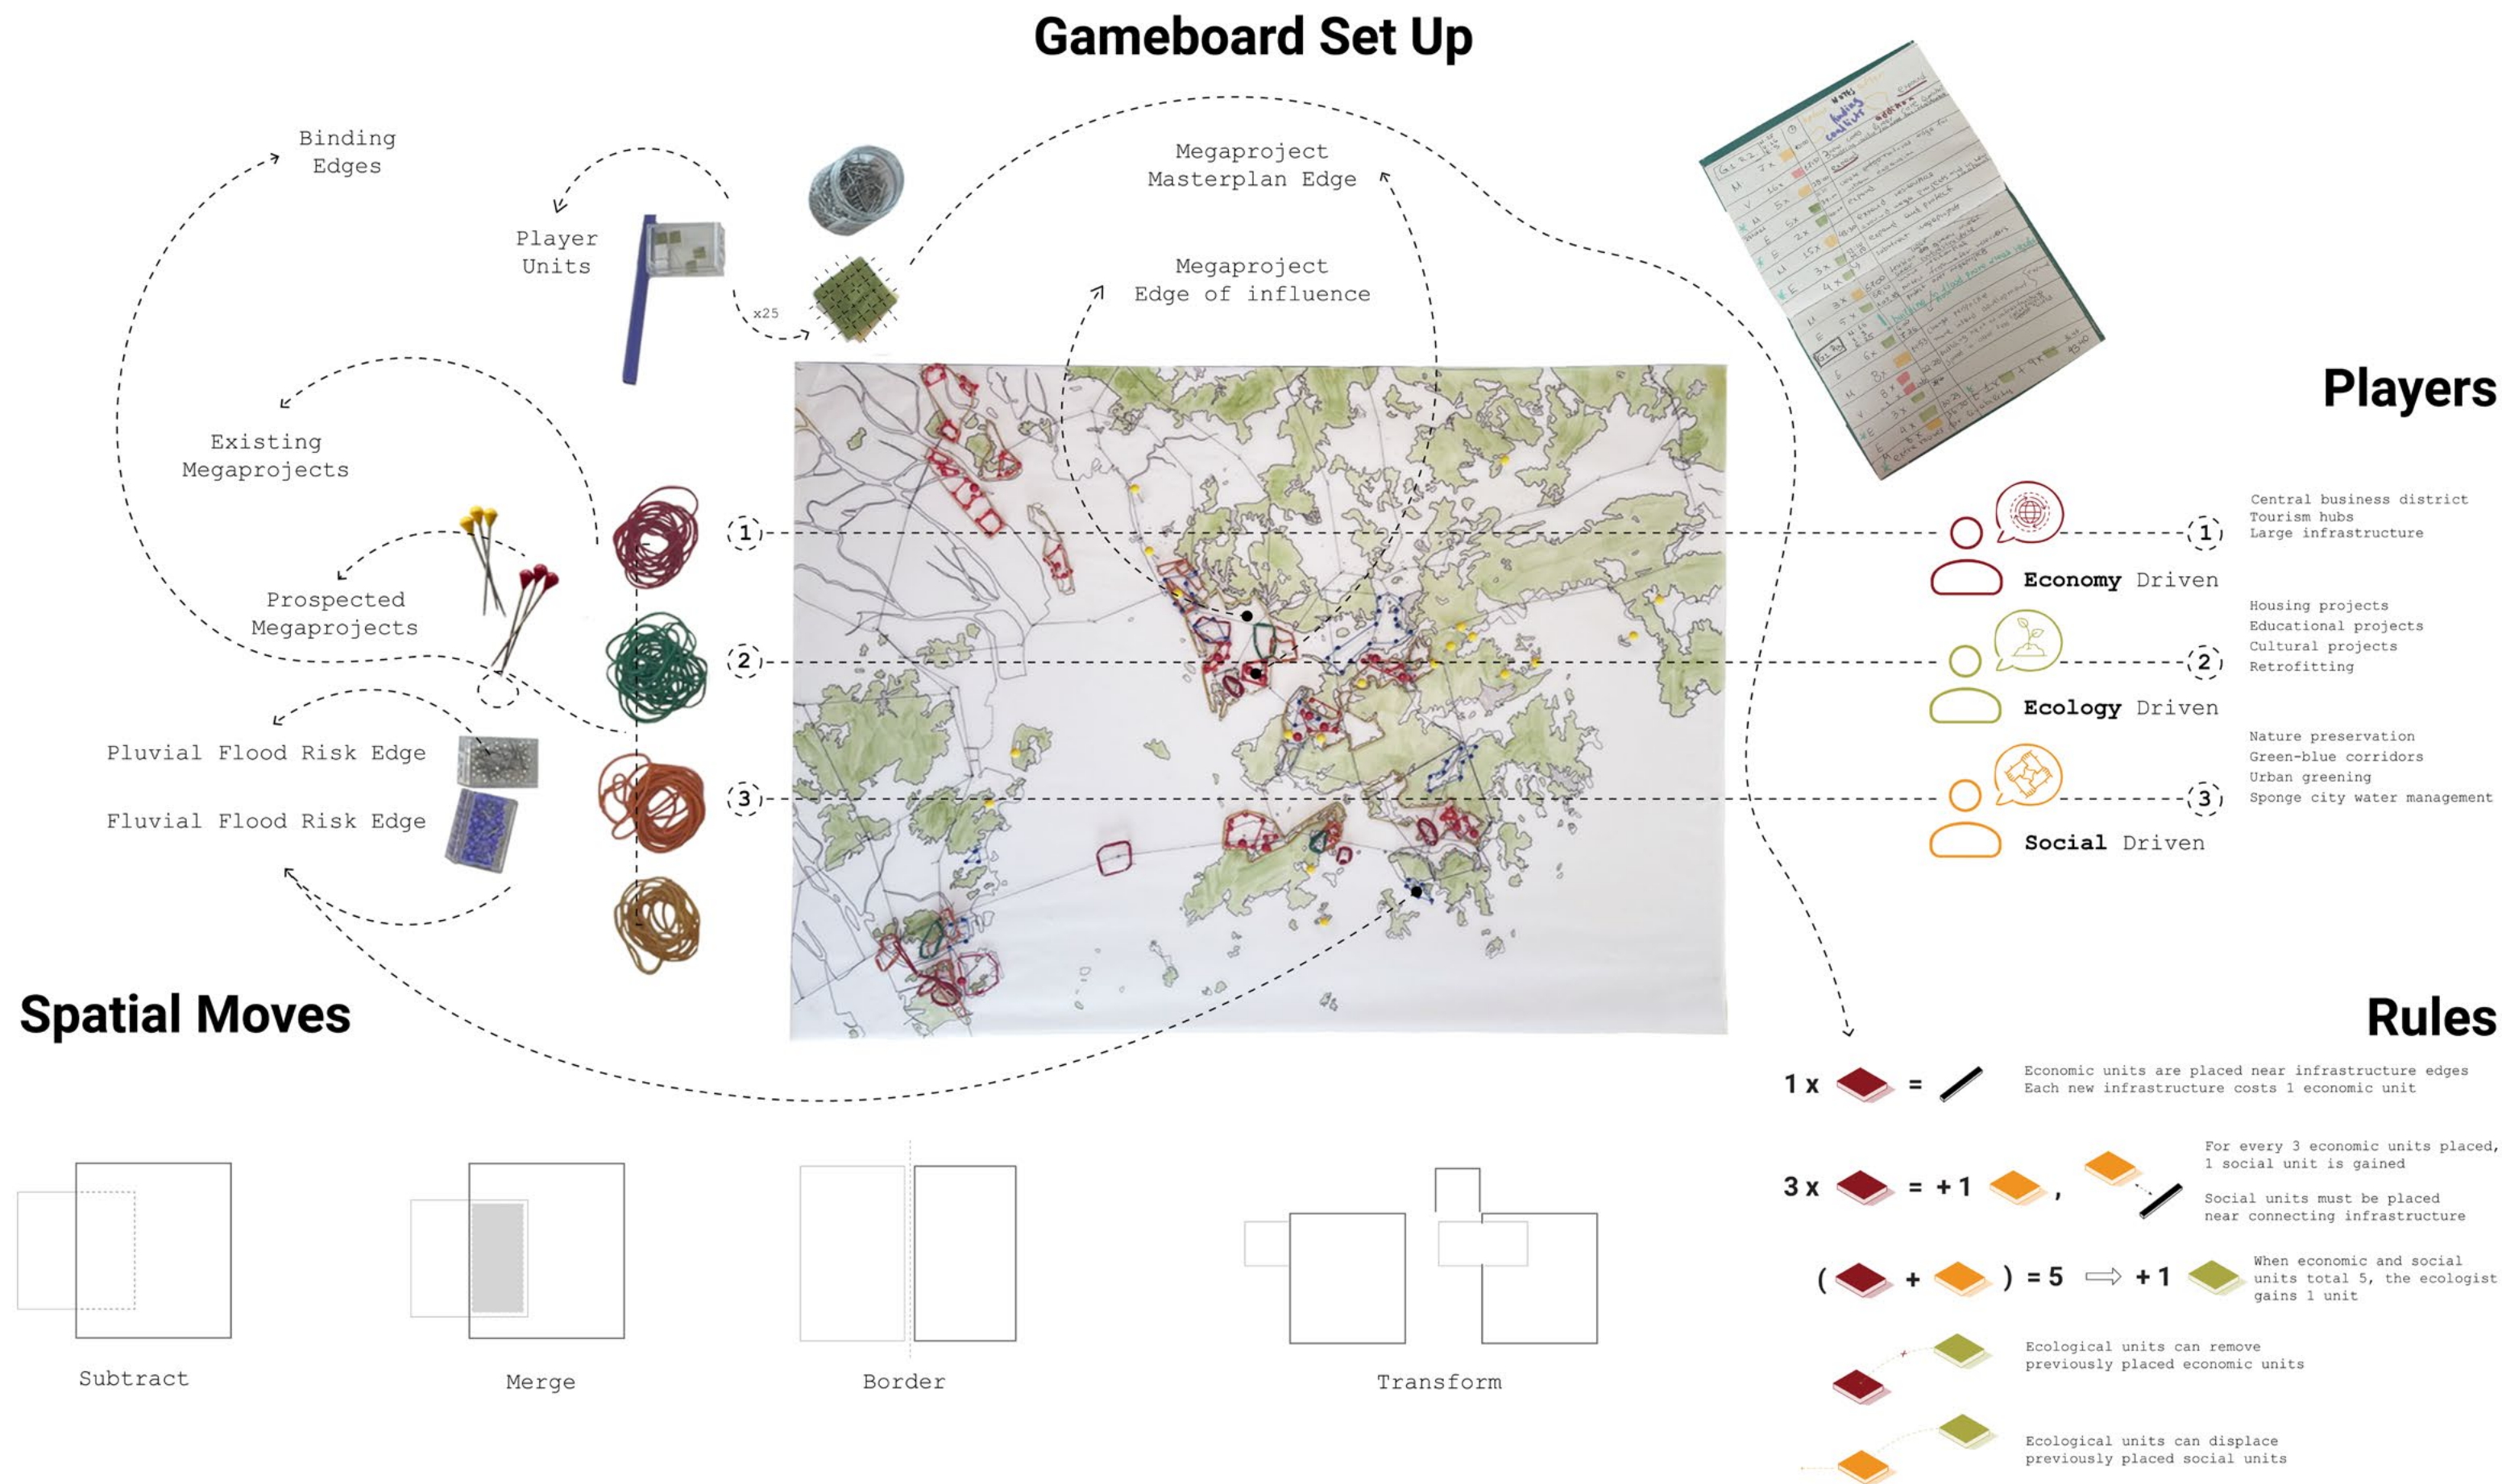 Gameboard Set Up
Binding
Edges
Player
Units
x25
Megaproject
Masterplan Edge
Megaproject
Edge of influence
Existing
Megaprojects
Prospected
Megaprojects
Pluvial Flood Risk Edge
Fluvial Flood Risk Edge
1
2
3
Players
Central business district
Tourism hubs
Large infrastructure
1
Economy Driven
Housing projects
Educational projects
Cultural projects
Retrofitting
2
Ecology Driven
Nature preservation
Green-blue corridors
Urban greening
Sponge city water management
3
Social Driven
Spatial Moves
Subtract
Merge
Border
Transform
Rules
1 x =
Economic units are placed near infrastructure edges
Each new infrastructure costs 1 economic unit
3 x = + 1 ,
For every 3 economic units placed,
1 social unit is gained
Social units must be placed
near connecting infrastructure
( + ) = 5 ⇨ + 1
When economic and social
units total 5, the ecologist
gains 1 unit
Ecological units can remove
previously placed economic units
Ecological units can displace
previously placed social units